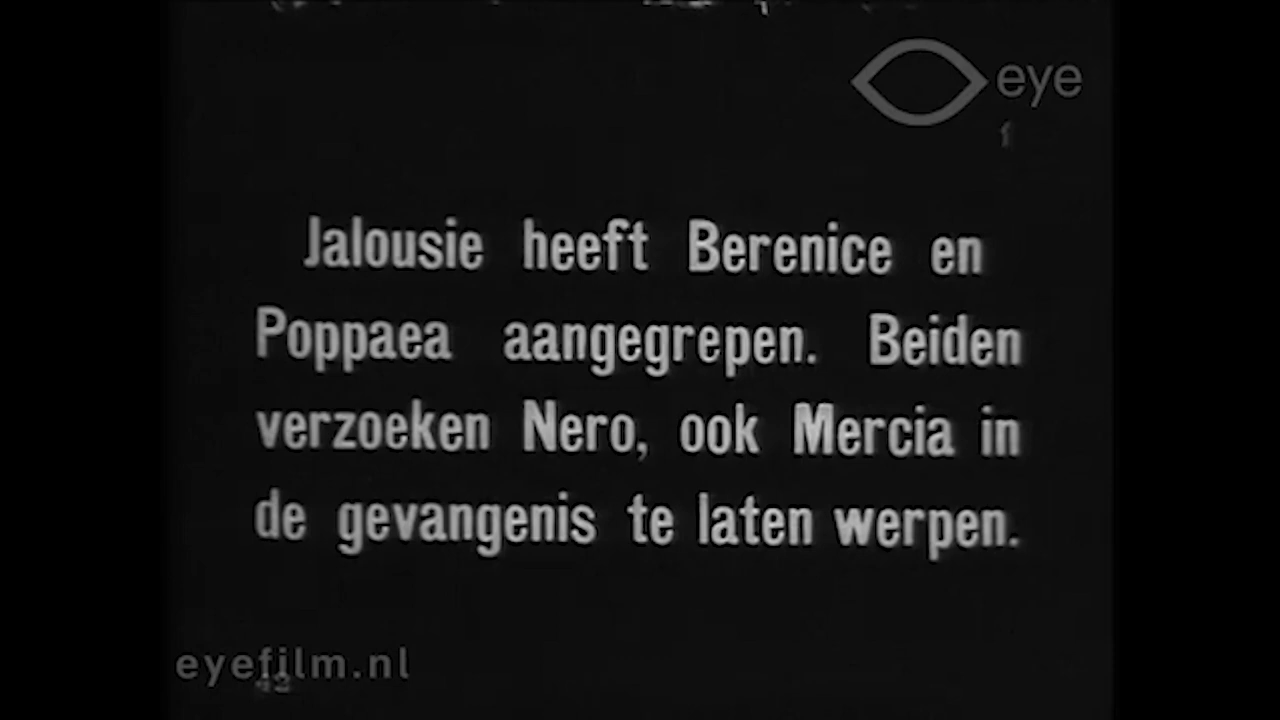 eye
Jalousie heeft Berenice en
Poppaea aangegrepen. Beiden
verzoeken Nero, ook Mercia in
de gevangenis te laten werpen.
eyefilm.nl
42